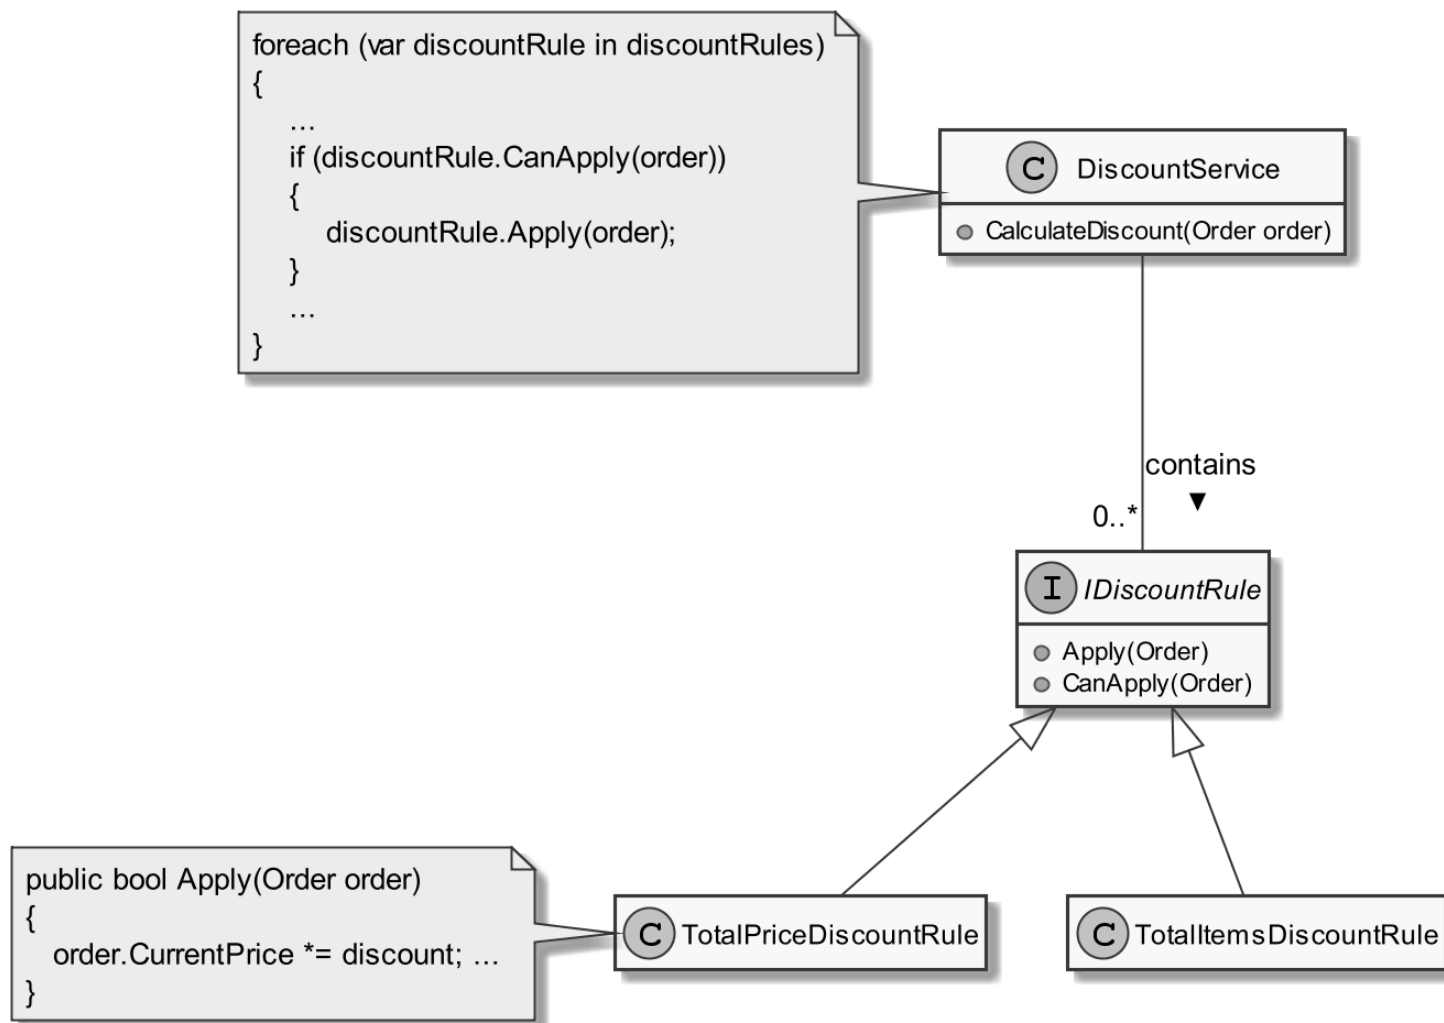 foreach (var discountRule in discountRules)
{
...
if (discountRule.CanApply(order))
{
discountRule.Apply(order);
}
...
}
C DiscountService
CalculateDiscount(Order order)
contains
0..*
I IDiscountRule
Apply(Order)
CanApply(Order)
public bool Apply(Order order)
{
order.CurrentPrice *= discount; ...
}
C TotalPriceDiscountRule
C TotalItemsDiscountRule